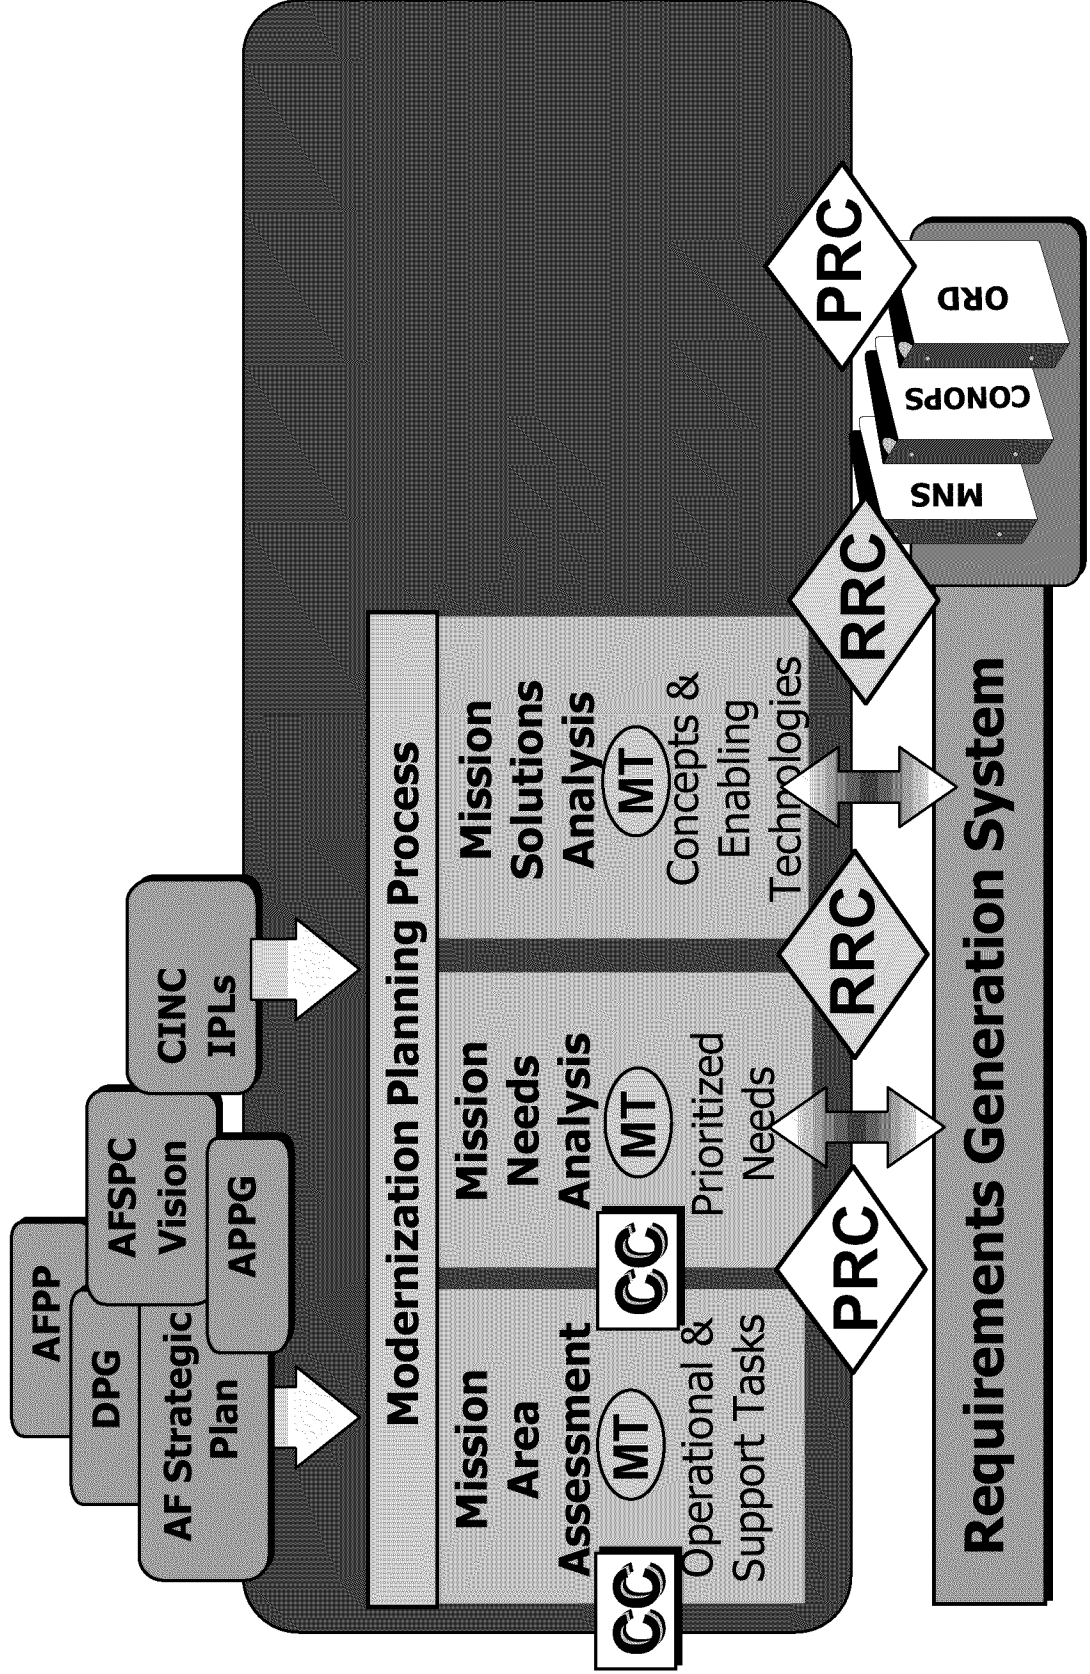 AFPP
DPG
AF Strategic
Plan
AFSPC
Vision
APPG
CINC
IPLs
Modernization Planning Process
Mission
Area
Assessment
MT
Operational &
Support Tasks
CC
CC
Mission
Needs
Analysis
MT
Prioritized
Needs
Mission
Solutions
Analysis
MT
Concepts &
Enabling
Technologies
PRC
RRC
RRC
PRC
MNS
CONOPS
ORD
Requirements Generation System